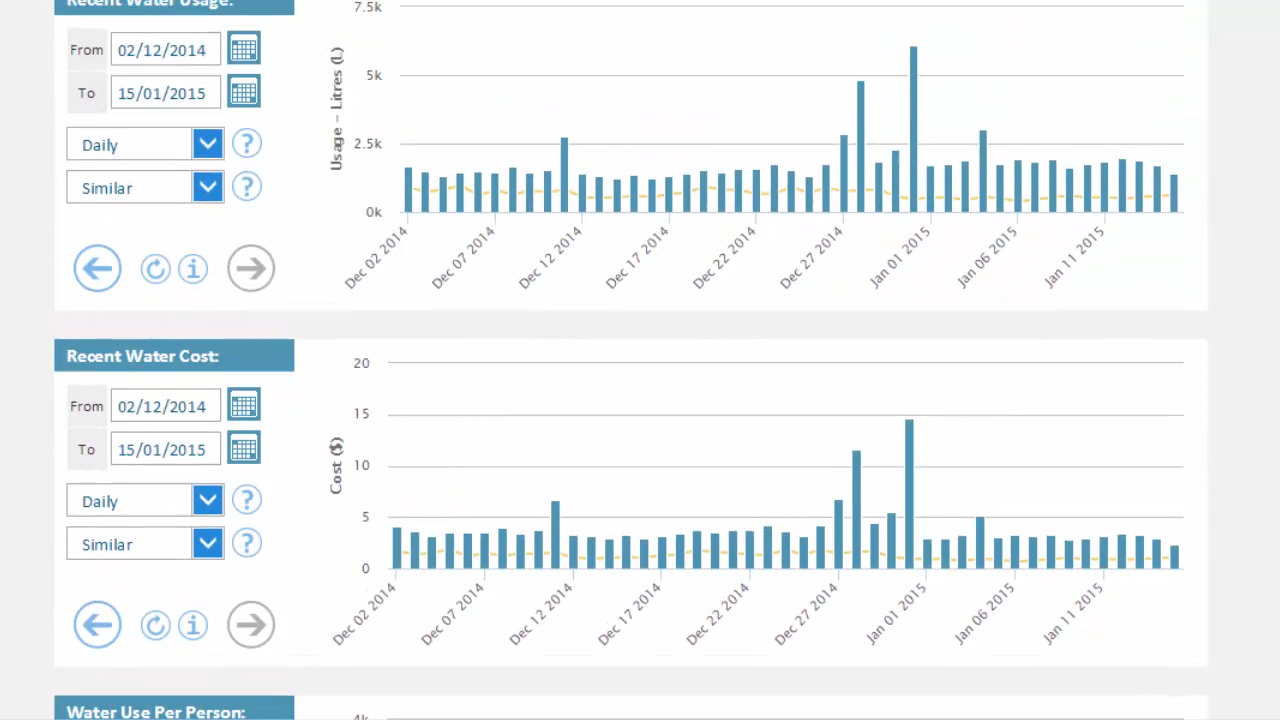 Recent Water Usage:
From 02/12/2014
To 15/01/2015
Daily ?
Similar ?
i
7.5k
5k
2.5k
0k
Usage – Litres (L)
Dec 02 2014
Dec 07 2014
Dec 12 2014
Dec 17 2014
Dec 22 2014
Dec 27 2014
Jan 01 2015
Jan 06 2015
Jan 11 2015
Recent Water Cost:
From 02/12/2014
To 15/01/2015
Daily ?
Similar ?
i
20
15
10
5
0
Cost ($)
Dec 02 2014
Dec 07 2014
Dec 12 2014
Dec 17 2014
Dec 22 2014
Dec 27 2014
Jan 01 2015
Jan 06 2015
Jan 11 2015
Water Use Per Person:
4k